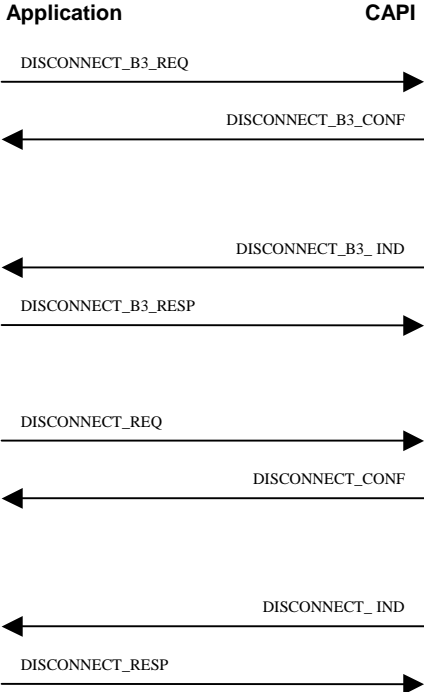 Application CAPI
DISCONNECT_B3_REQ
DISCONNECT_B3_CONF
DISCONNECT_B3_ IND
DISCONNECT_B3_RESP
DISCONNECT_REQ
DISCONNECT_CONF
DISCONNECT_ IND
DISCONNECT_RESP